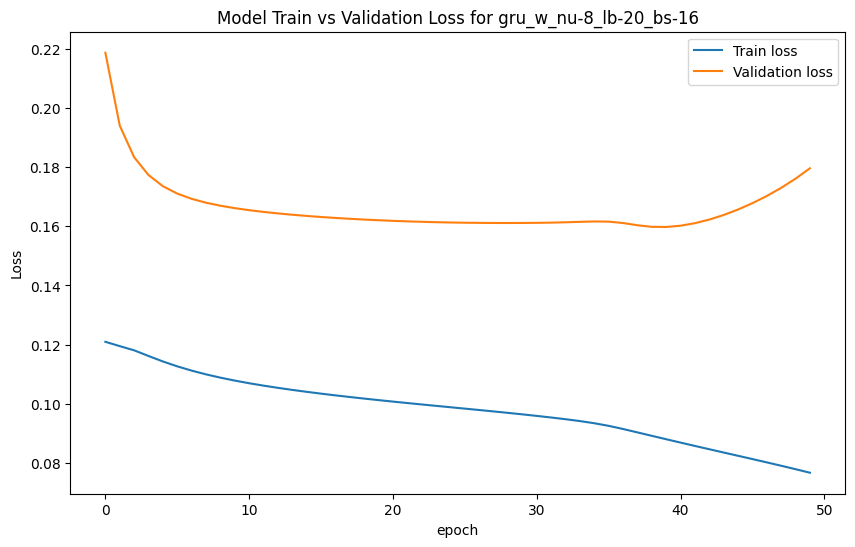 Model Train vs Validation Loss for gru_w_nu-8_lb-20_bs-16
Train loss
Validation loss
0.22
0.20
0.18
0.16
0.14
0.12
0.10
0.08
Loss
0
10
20
30
40
50
epoch